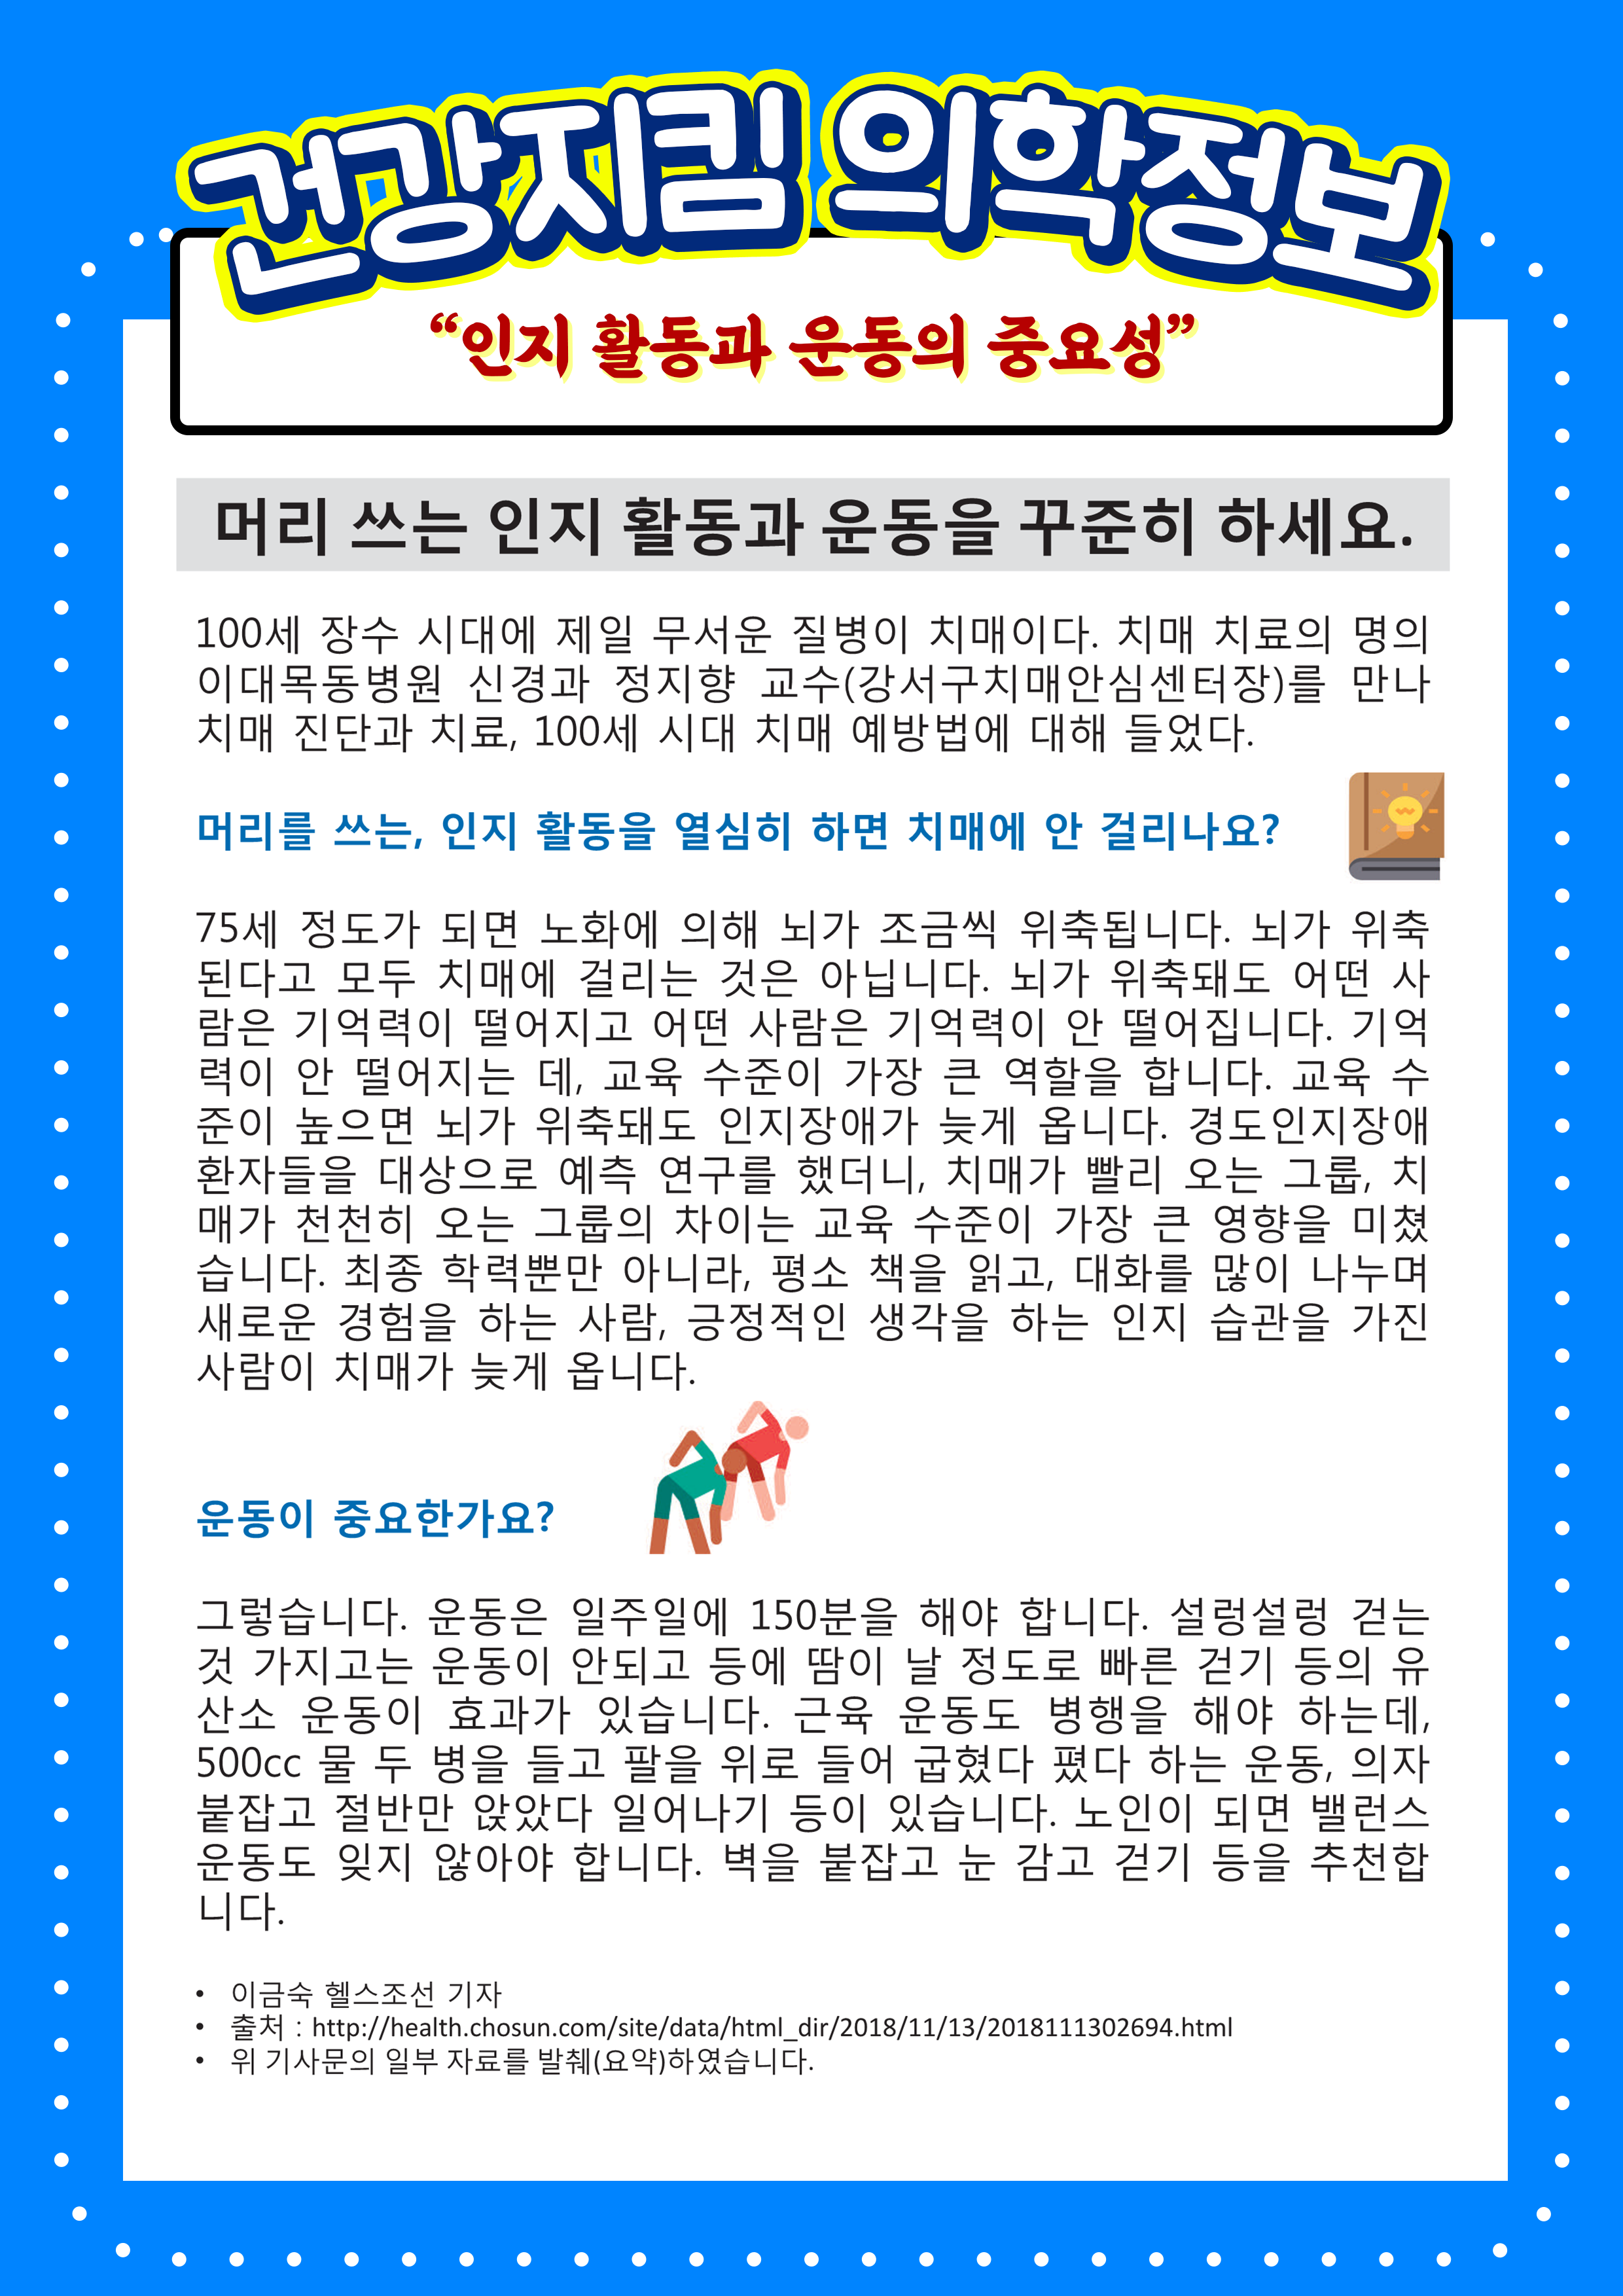 건강지킴 의학정보
“인지 활동과 운동의 중요성”
머리 쓰는 인지 활동과 운동을 꾸준히 하세요.
100세 장수 시대에 제일 무서운 질병이 치매이다. 치매 치료의 명의
이대목동병원 신경과 정지향 교수(강서구치매안심센터장)를 만나
치매 진단과 치료, 100세 시대 치매 예방법에 대해 들었다.
머리를 쓰는, 인지 활동을 열심히 하면 치매에 안 걸리나요?
75세 정도가 되면 노화에 의해 뇌가 조금씩 위축됩니다. 뇌가 위축
된다고 모두 치매에 걸리는 것은 아닙니다. 뇌가 위축돼도 어떤 사
람은 기억력이 떨어지고 어떤 사람은 기억력이 안 떨어집니다. 기억
력이 안 떨어지는 데, 교육 수준이 가장 큰 역할을 합니다. 교육 수
준이 높으면 뇌가 위축돼도 인지장애가 늦게 옵니다. 경도인지장애
환자들을 대상으로 예측 연구를 했더니, 치매가 빨리 오는 그룹, 치
매가 천천히 오는 그룹의 차이는 교육 수준이 가장 큰 영향을 미쳤
습니다. 최종 학력뿐만 아니라, 평소 책을 읽고, 대화를 많이 나누며
새로운 경험을 하는 사람, 긍정적인 생각을 하는 인지 습관을 가진
사람이 치매가 늦게 옵니다.
운동이 중요한가요?
그렇습니다. 운동은 일주일에 150분을 해야 합니다. 설렁설렁 걷는
것 가지고는 운동이 안되고 등에 땀이 날 정도로 빠른 걷기 등의 유
산소 운동이 효과가 있습니다. 근육 운동도 병행을 해야 하는데,
500cc 물 두 병을 들고 팔을 위로 들어 굽혔다 폈다 하는 운동, 의자
붙잡고 절반만 앉았다 일어나기 등이 있습니다. 노인이 되면 밸런스
운동도 잊지 않아야 합니다. 벽을 붙잡고 눈 감고 걷기 등을 추천합
니다.
• 이금숙 헬스조선 기자
• 출처 : http://health.chosun.com/site/data/html_dir/2018/11/13/2018111302694.html
• 위 기사문의 일부 자료를 발췌(요약)하였습니다.